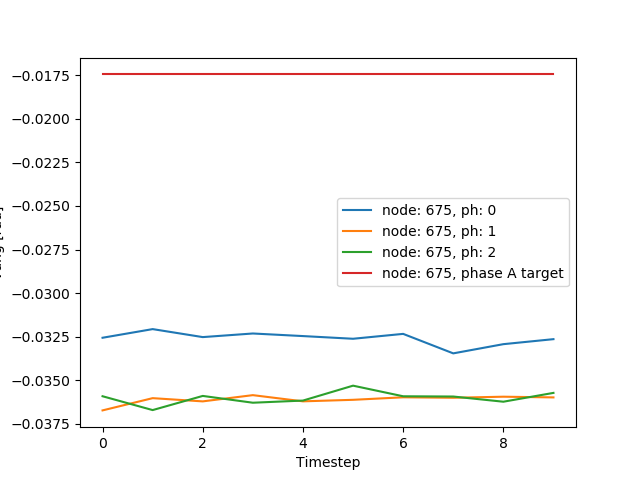 −0.0175
−0.0200
−0.0225
−0.0250
−0.0275
−0.0300
−0.0325
−0.0350
−0.0375
node: 675, ph: 0
node: 675, ph: 1
node: 675, ph: 2
node: 675, phase A target
0 2 4 6 8
Timestep